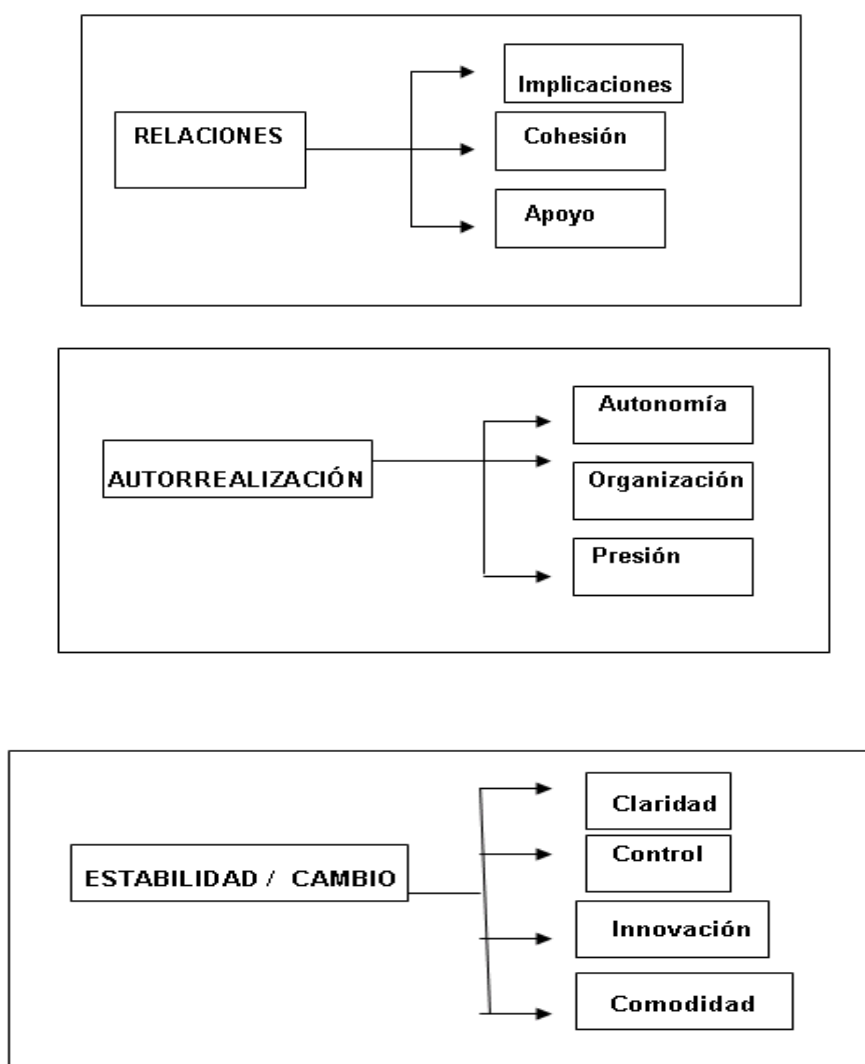 Implicaciones
RELACIONES
Cohesión
Apoyo
Autonomía
AUTORREALIZACIÓN
Organización
Presión
Claridad
Control
ESTABILIDAD / CAMBIO
Innovación
Comodidad